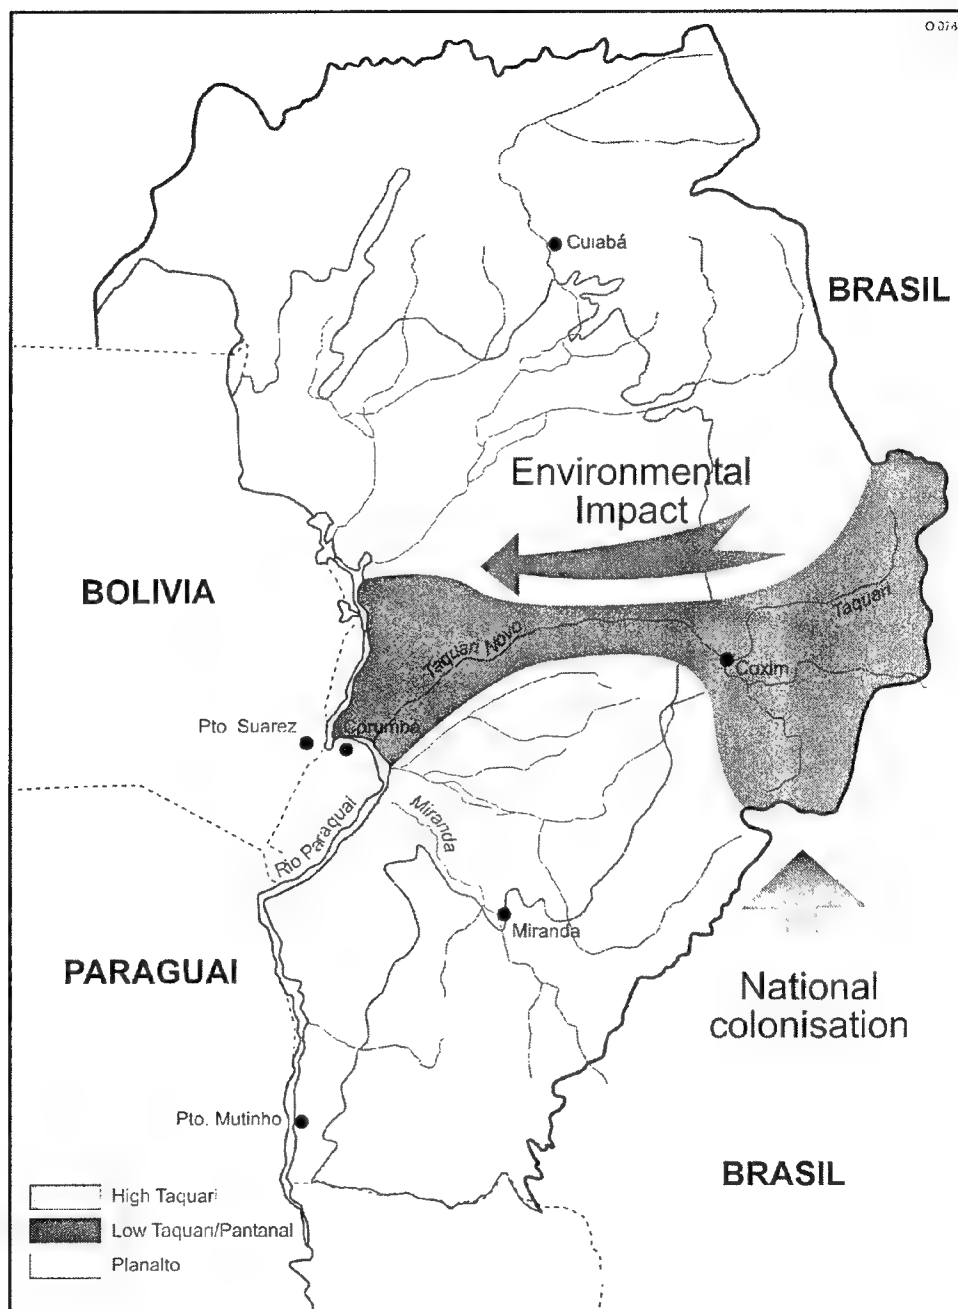 Cuiabá
BRASIL
Environmental
Impact
BOLIVIA
Taquari
Taquari Novo
Coxim
Pto. Suarez
Corumbá
Rio Paraguai
Miranda
Miranda
PARAGUAI
National
colonisation
Pto. Mutinho
BRASIL
High Taquari
Low Taquari/Pantanal
Planalto